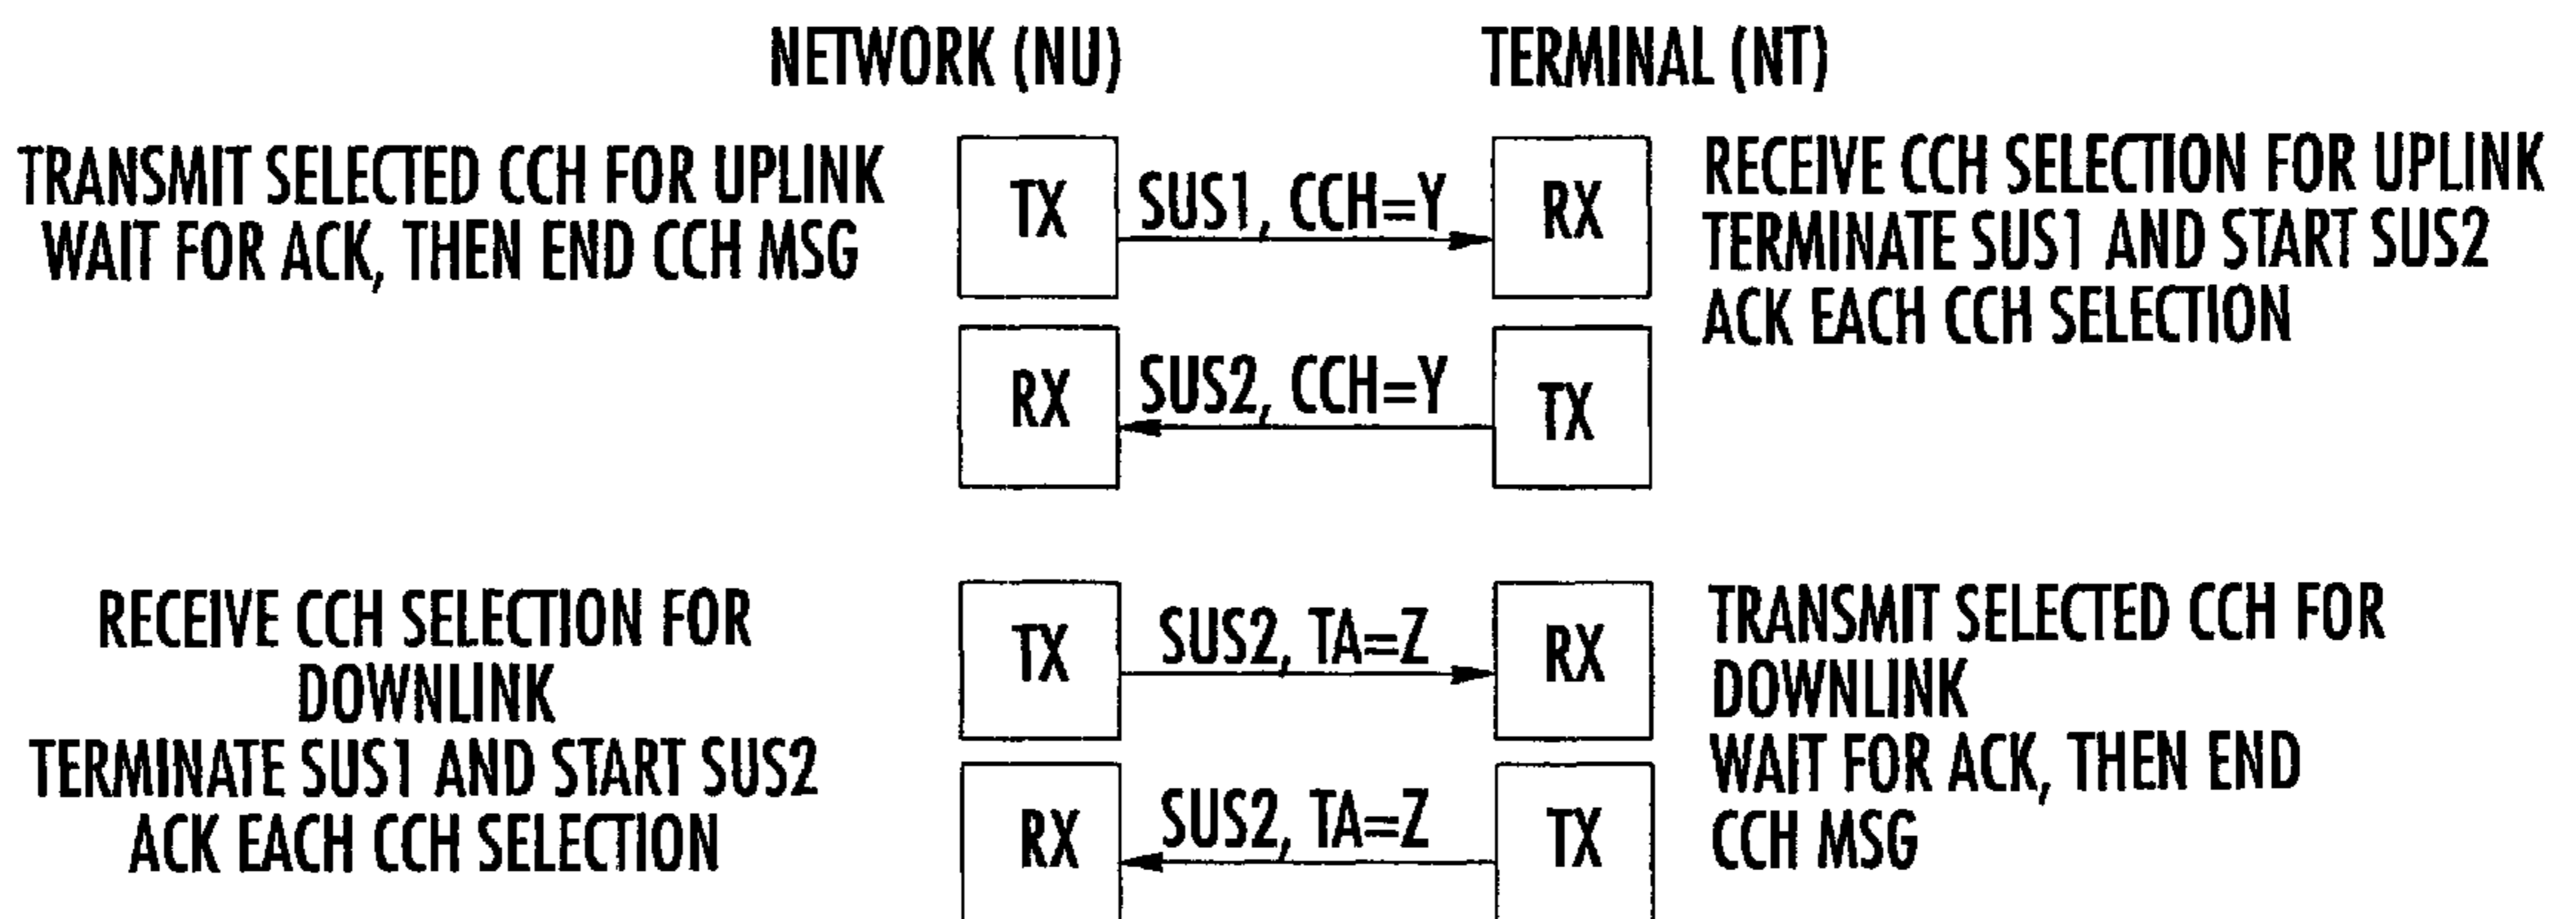 NETWORK (NU)
TERMINAL (NT)
TRANSMIT SELECTED CCH FOR UPLINK
WAIT FOR ACK, THEN END CCH MSG
TX
SUS1, CCH=Y
RX
RECEIVE CCH SELECTION FOR UPLINK
TERMINATE SUS1 AND START SUS2
ACK EACH CCH SELECTION
RX
SUS2, CCH=Y
TX
RECEIVE CCH SELECTION FOR
DOWNLINK
TERMINATE SUS1 AND START SUS2
ACK EACH CCH SELECTION
TX
SUS2, TA=Z
RX
TRANSMIT SELECTED CCH FOR
DOWNLINK
WAIT FOR ACK, THEN END
CCH MSG
RX
SUS2, TA=Z
TX